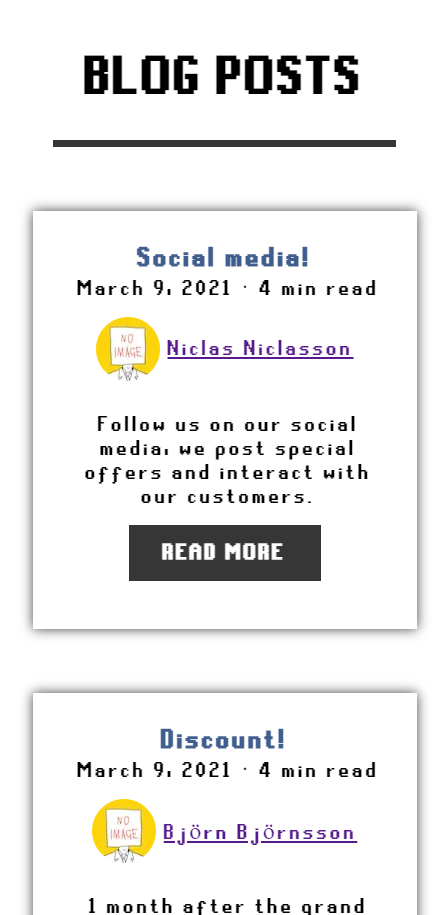 BLOG POSTS
Social media!
March 9, 2021 · 4 min read
NO
IMAGE
Niclas Niclasson
Follow us on our social
media, we post special
offers and interact with
our customers.
READ MORE
Discount!
March 9, 2021 · 4 min read
NO
IMAGE
Björn Björnsson
1 month after the grand